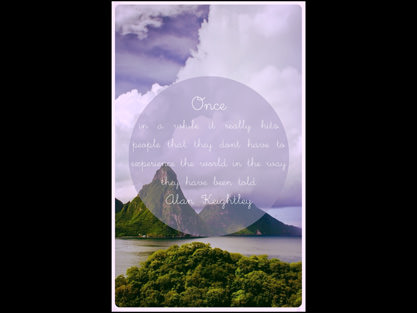 Once
in a while it really hits
people that they dont have to
experience the world in the way
they have been told
Alan Keightley